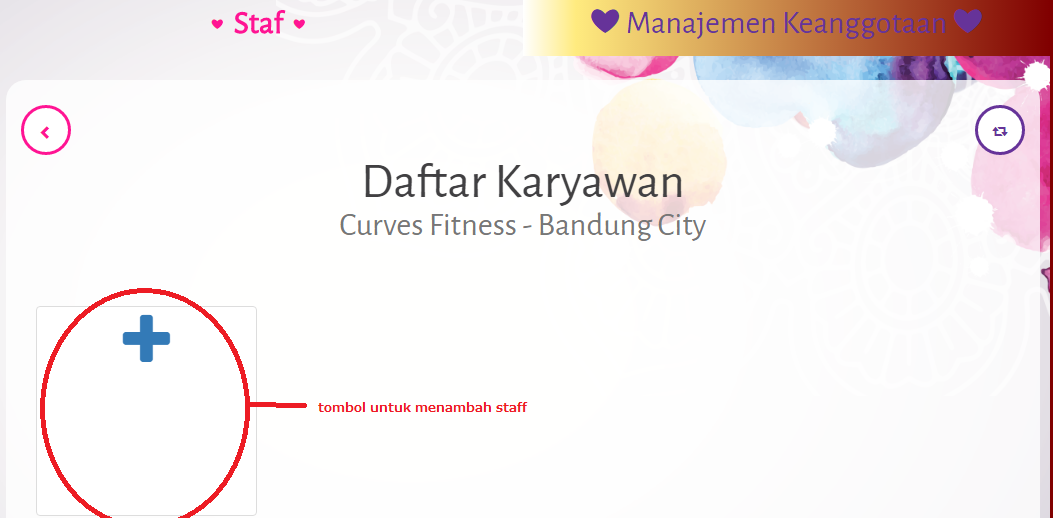 Staf
Manajemen Keanggotaan
Daftar Karyawan
Curves Fitness - Bandung City
tombol untuk menambah staff